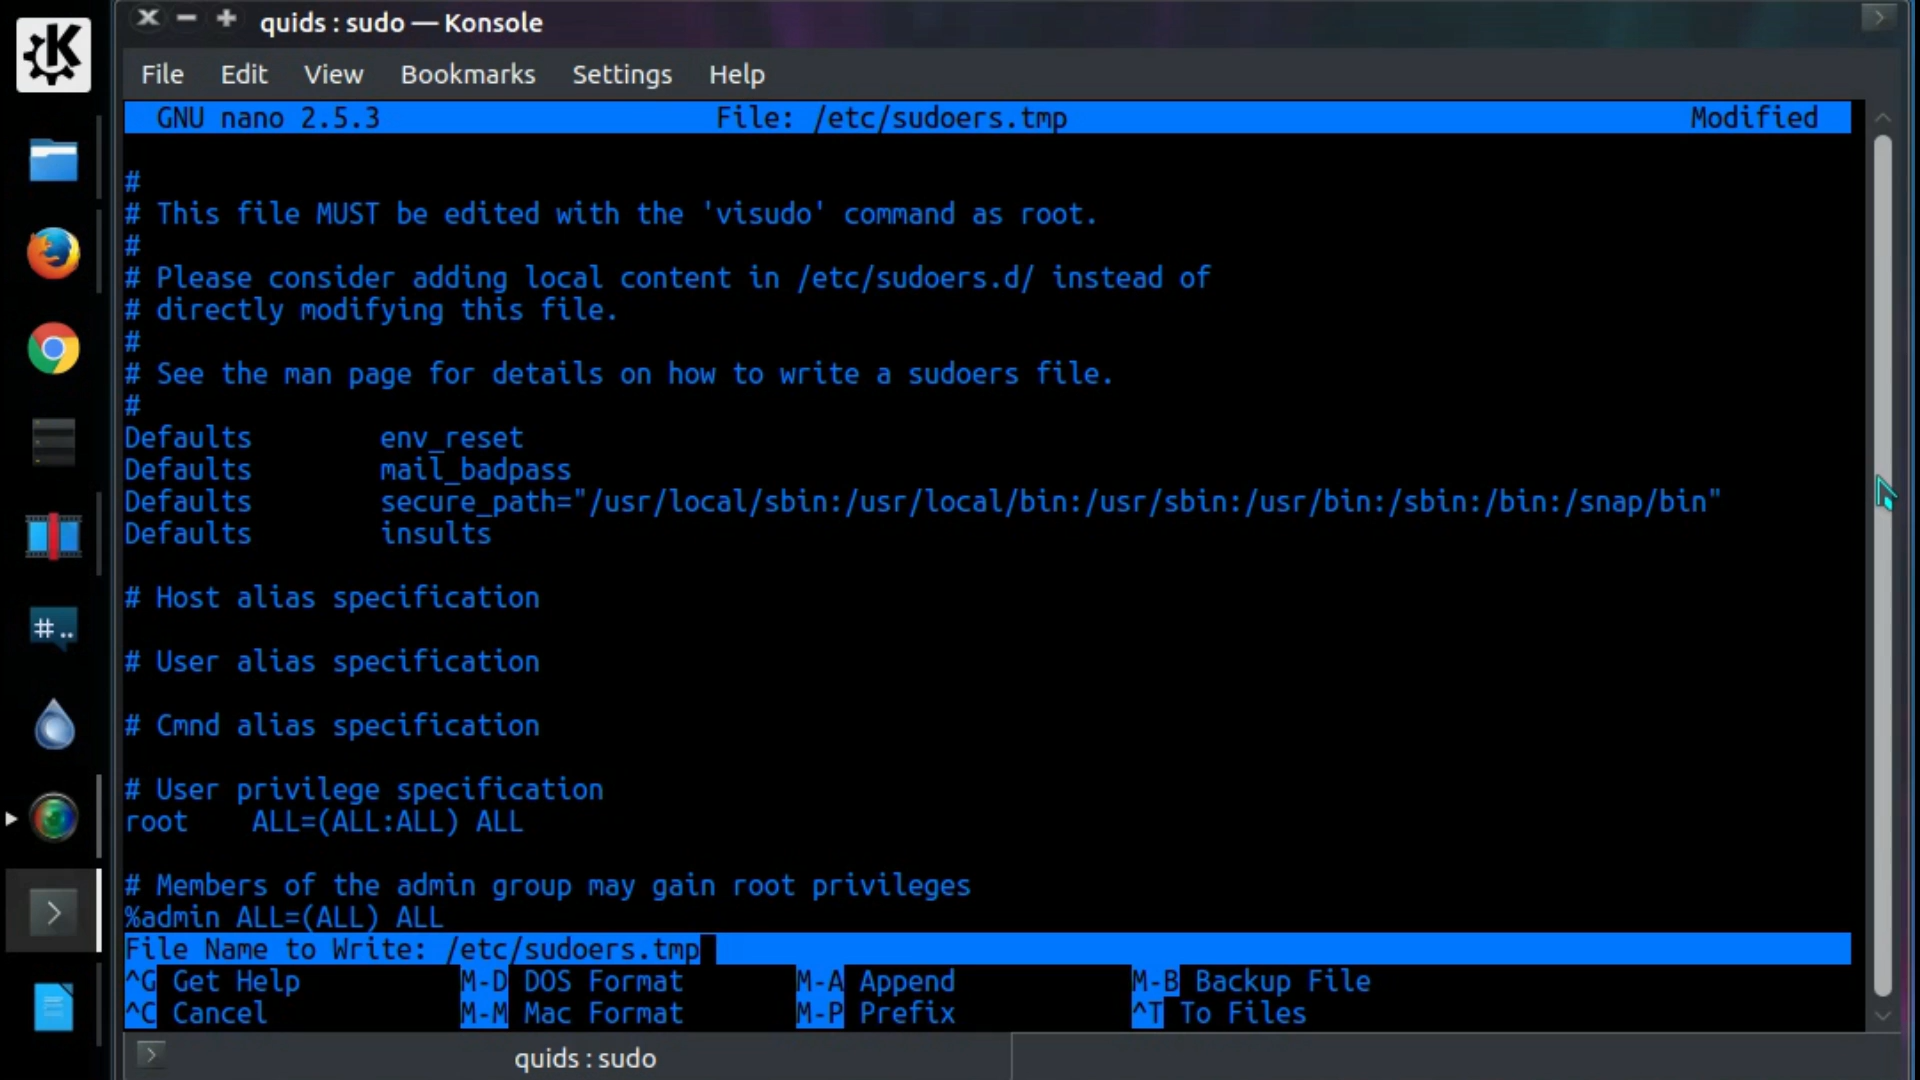 quids : sudo — Konsole
File Edit View Bookmarks Settings Help
GNU nano 2.5.3 File: /etc/sudoers.tmp Modified
#
# This file MUST be edited with the 'visudo' command as root.
#
# Please consider adding local content in /etc/sudoers.d/ instead of
# directly modifying this file.
#
# See the man page for details on how to write a sudoers file.
#
Defaults env_reset
Defaults mail_badpass
Defaults secure_path="/usr/local/sbin:/usr/local/bin:/usr/sbin:/usr/bin:/sbin:/bin:/snap/bin"
Defaults insults
# Host alias specification
# User alias specification
# Cmnd alias specification
# User privilege specification
root ALL=(ALL:ALL) ALL
# Members of the admin group may gain root privileges
%admin ALL=(ALL) ALL
File Name to Write: /etc/sudoers.tmp
^G Get Help M-D DOS Format M-A Append M-B Backup File
^C Cancel M-M Mac Format M-P Prefix ^T To Files
quids : sudo